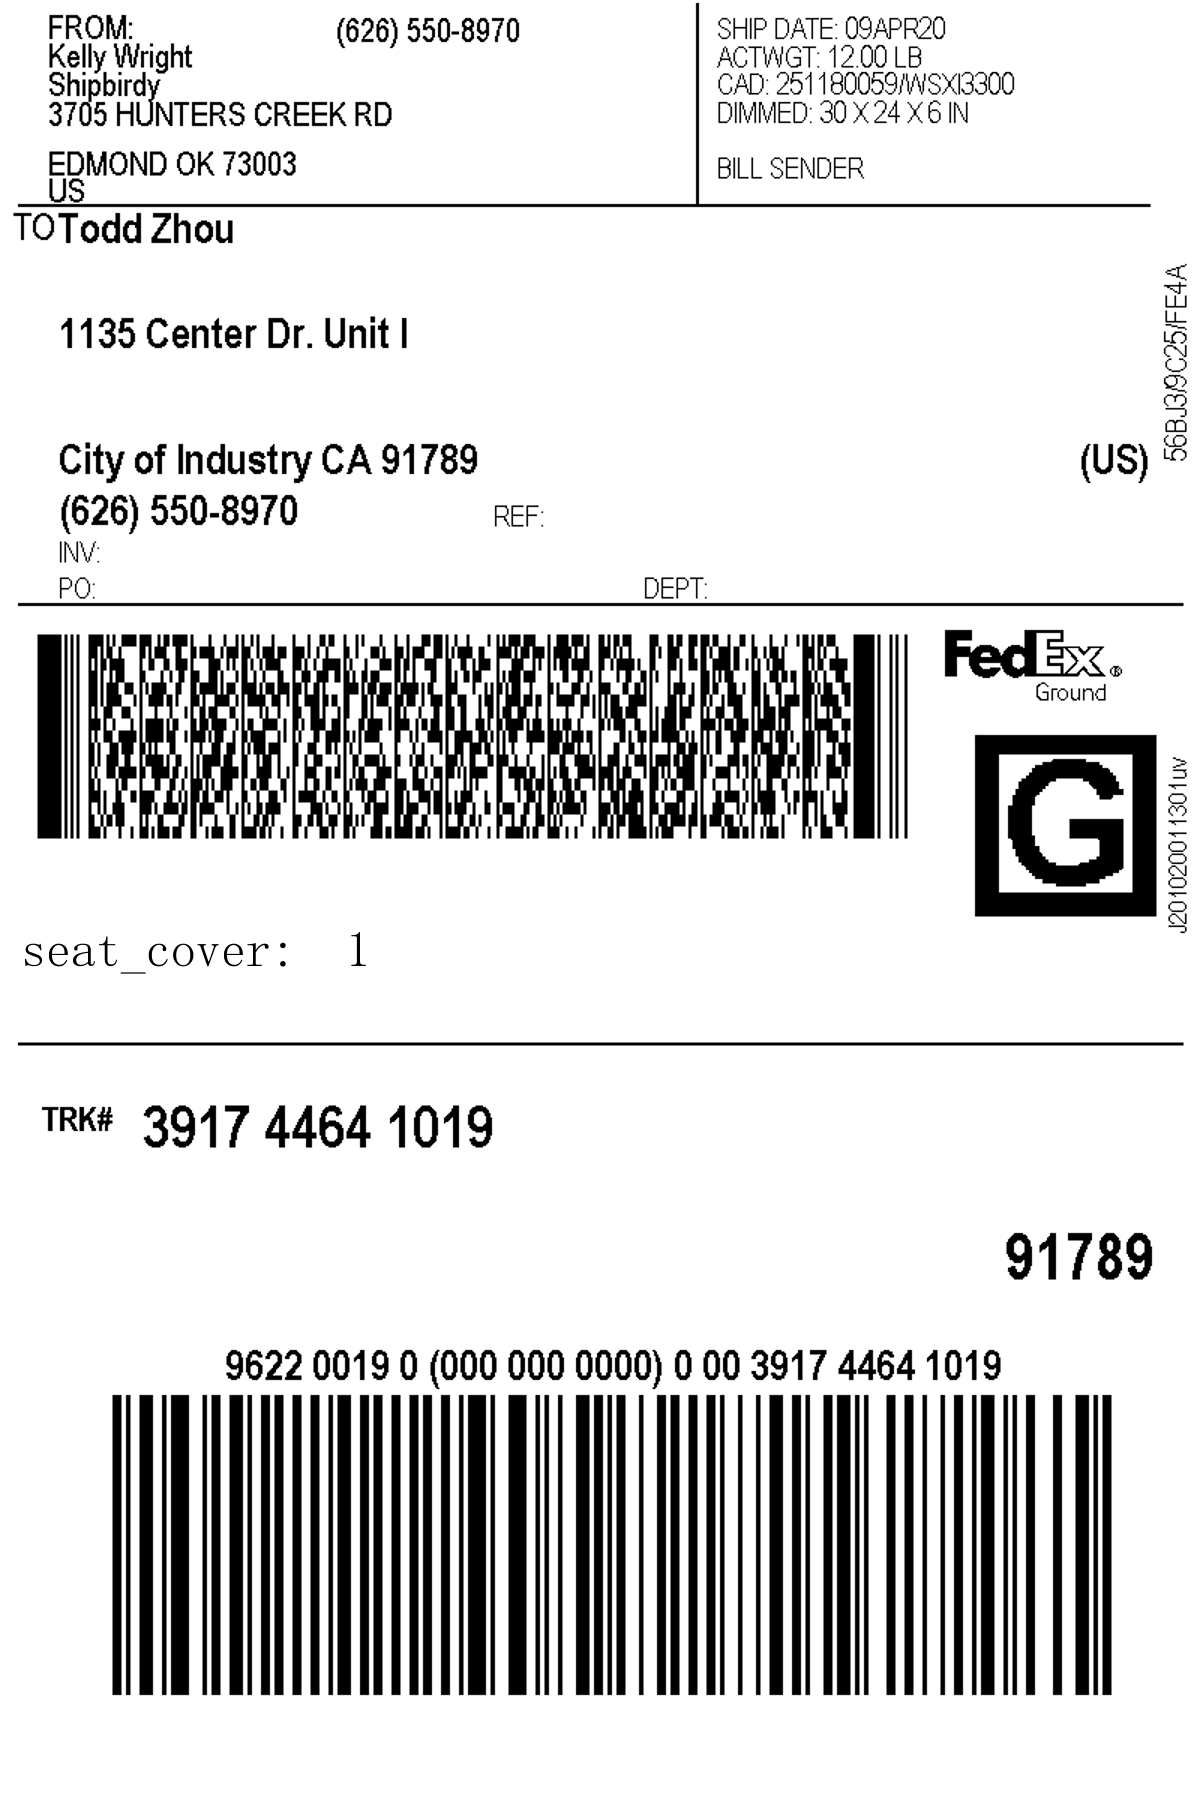 FROM: (626) 550-8970
Kelly Wright
Shipbirdy
3705 HUNTERS CREEK RD
EDMOND OK 73003
US
SHIP DATE: 09APR20
ACTWGT: 12.00 LB
CAD: 251180059/WSXI3300
DIMMED: 30 X 24 X 6 IN
BILL SENDER
TO Todd Zhou
1135 Center Dr. Unit I
City of Industry CA 91789 (US)
(626) 550-8970 REF:
INV:
PO: DEPT:
56BJ3/9C25/FE4A
FedEx®
Ground
G
J201020011301uv
seat_cover: 1
TRK# 3917 4464 1019
91789
9622 0019 0 (000 000 0000) 0 00 3917 4464 1019